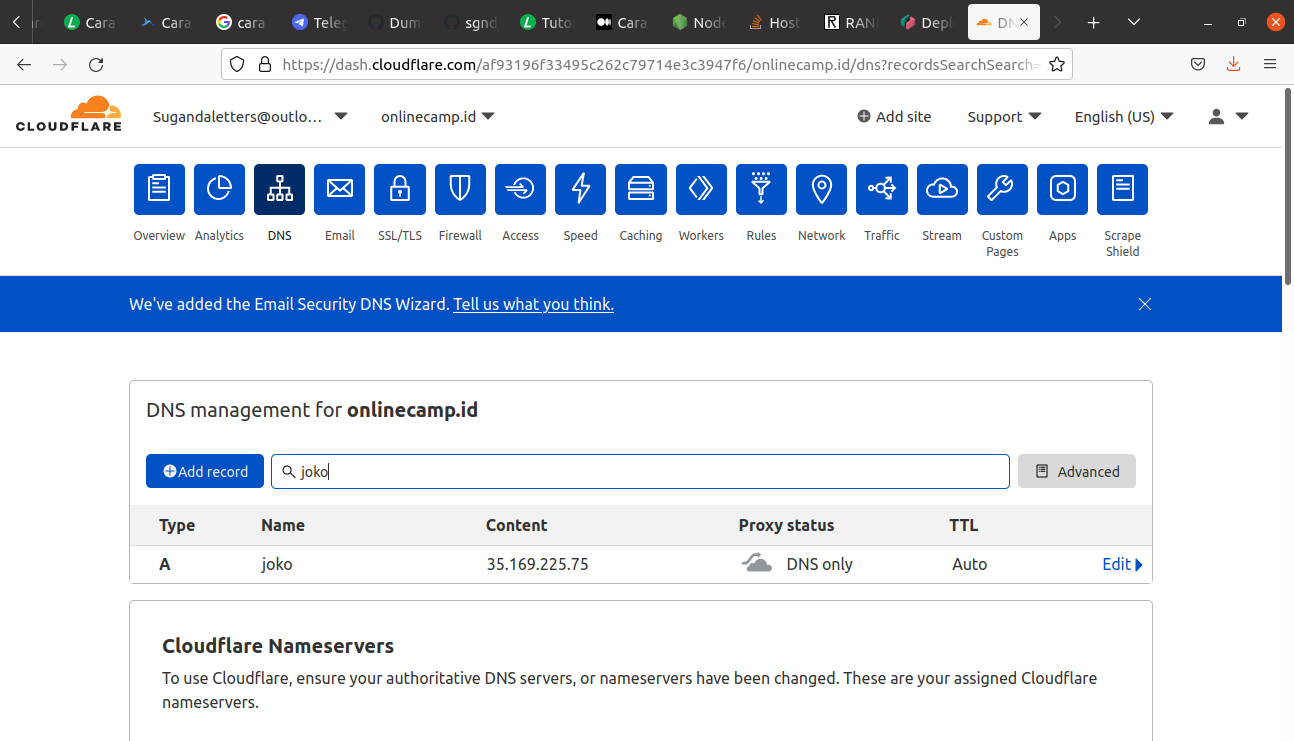 Cara Cara cara Teleg Dum sgnd Tuto Cara Node Host RAN Depl DN
https://dash.cloudflare.com/af93196f33495c262c79714e3c3947f6/onlinecamp.id/dns?recordsSearchSearch=
CLOUDFLARE Sugandaletters@outlo... onlinecamp.id Add site Support English (US)
Overview Analytics DNS Email SSL/TLS Firewall Access Speed Caching Workers Rules Network Traffic Stream Custom Pages Apps Scrape Shield
We've added the Email Security DNS Wizard. Tell us what you think.
DNS management for onlinecamp.id
Add record joko Advanced
Type Name Content Proxy status TTL
A joko 35.169.225.75 DNS only Auto Edit
Cloudflare Nameservers
To use Cloudflare, ensure your authoritative DNS servers, or nameservers have been changed. These are your assigned Cloudflare
nameservers.